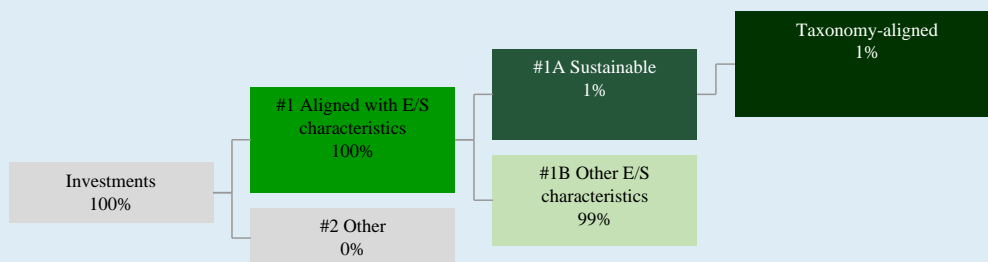 Investments
100%
#1 Aligned with E/S
characteristics
100%
#2 Other
0%
#1A Sustainable
1%
#1B Other E/S
characteristics
99%
Taxonomy-aligned
1%